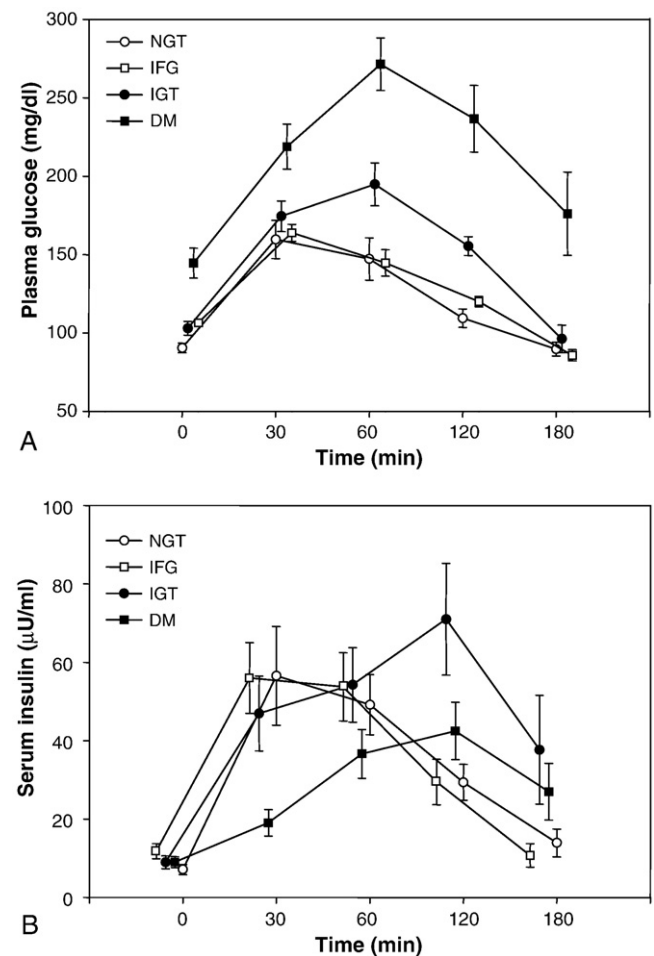 300
250
200
150
100
50
Plasma glucose (mg/dl)
NGT
IFG
IGT
DM
0 30 60 120 180
Time (min)
A
100
80
60
40
20
0
Serum insulin (μU/ml)
NGT
IFG
IGT
DM
0 30 60 120 180
Time (min)
B